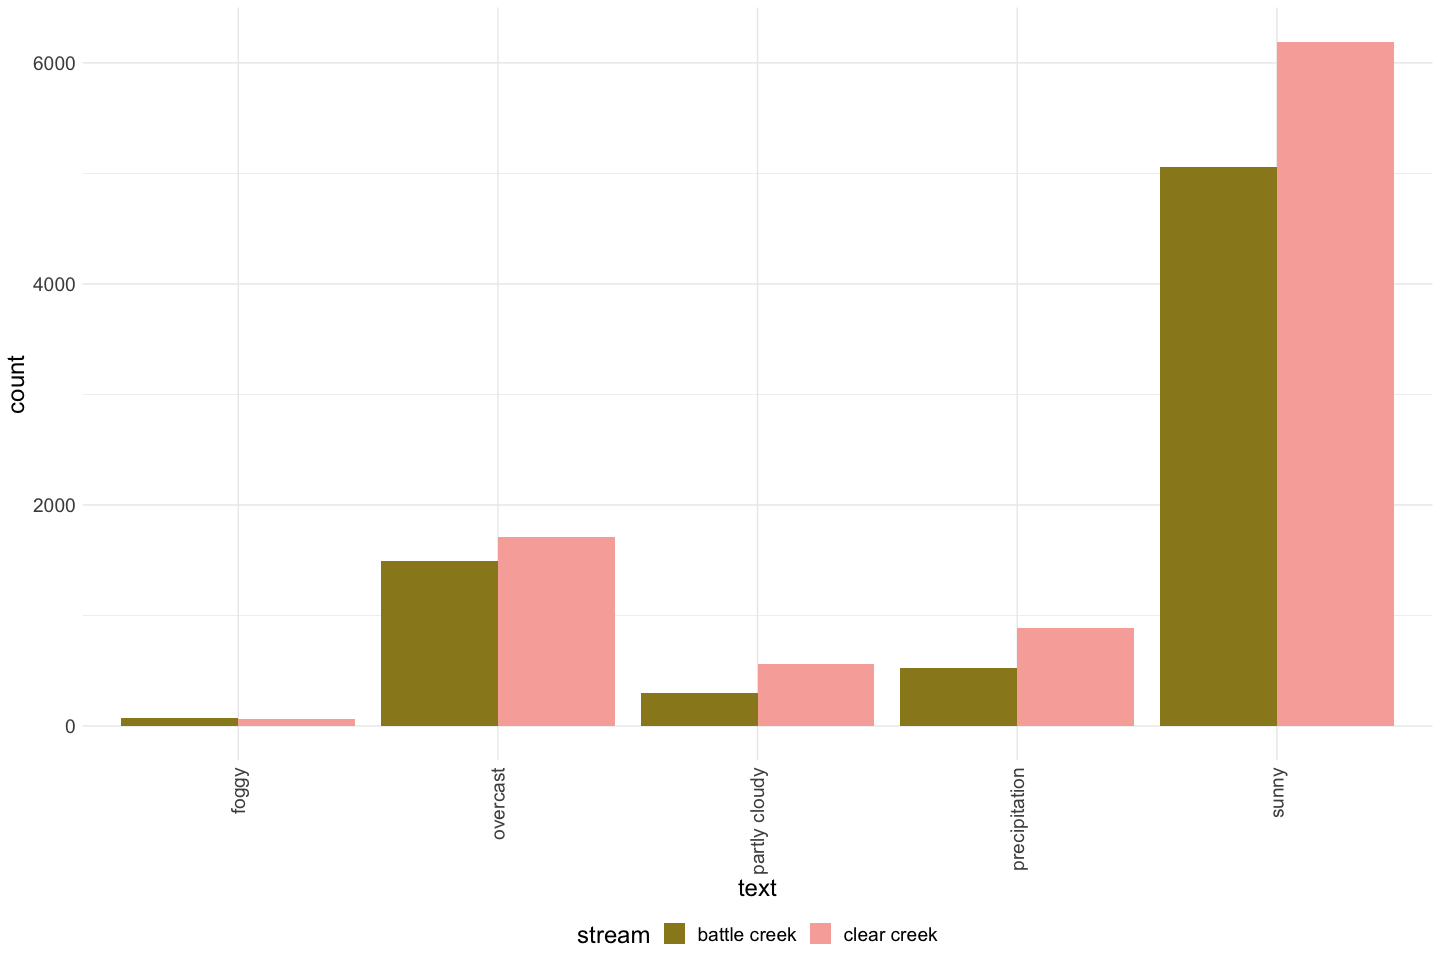 6000
4000
2000
0
count
foggy
overcast
partly cloudy
precipitation
sunny
text
stream battle creek clear creek